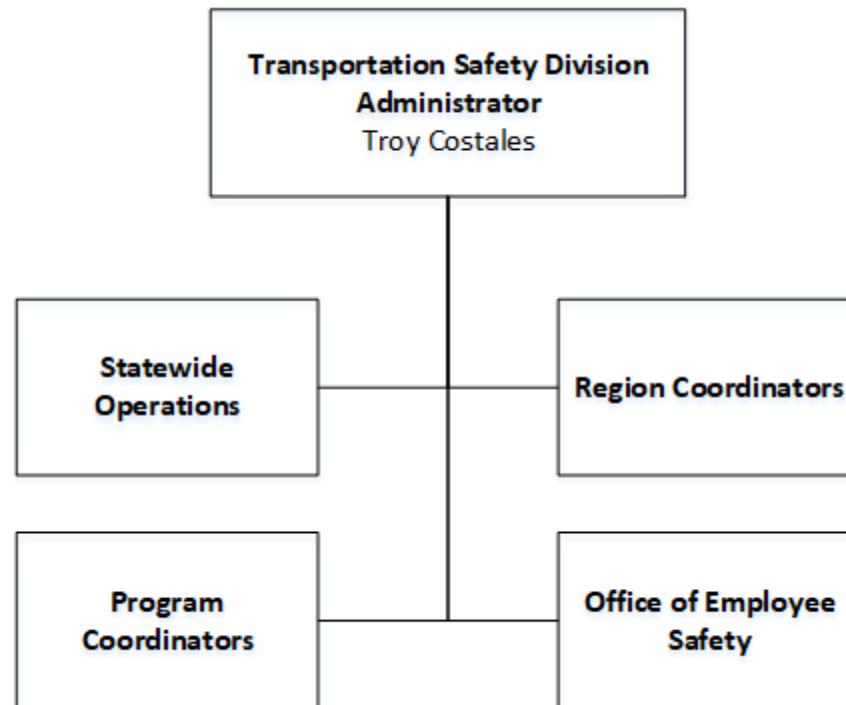 Transportation Safety Division
Administrator
Troy Costales
Statewide
Operations
Region Coordinators
Program
Coordinators
Office of Employee
Safety